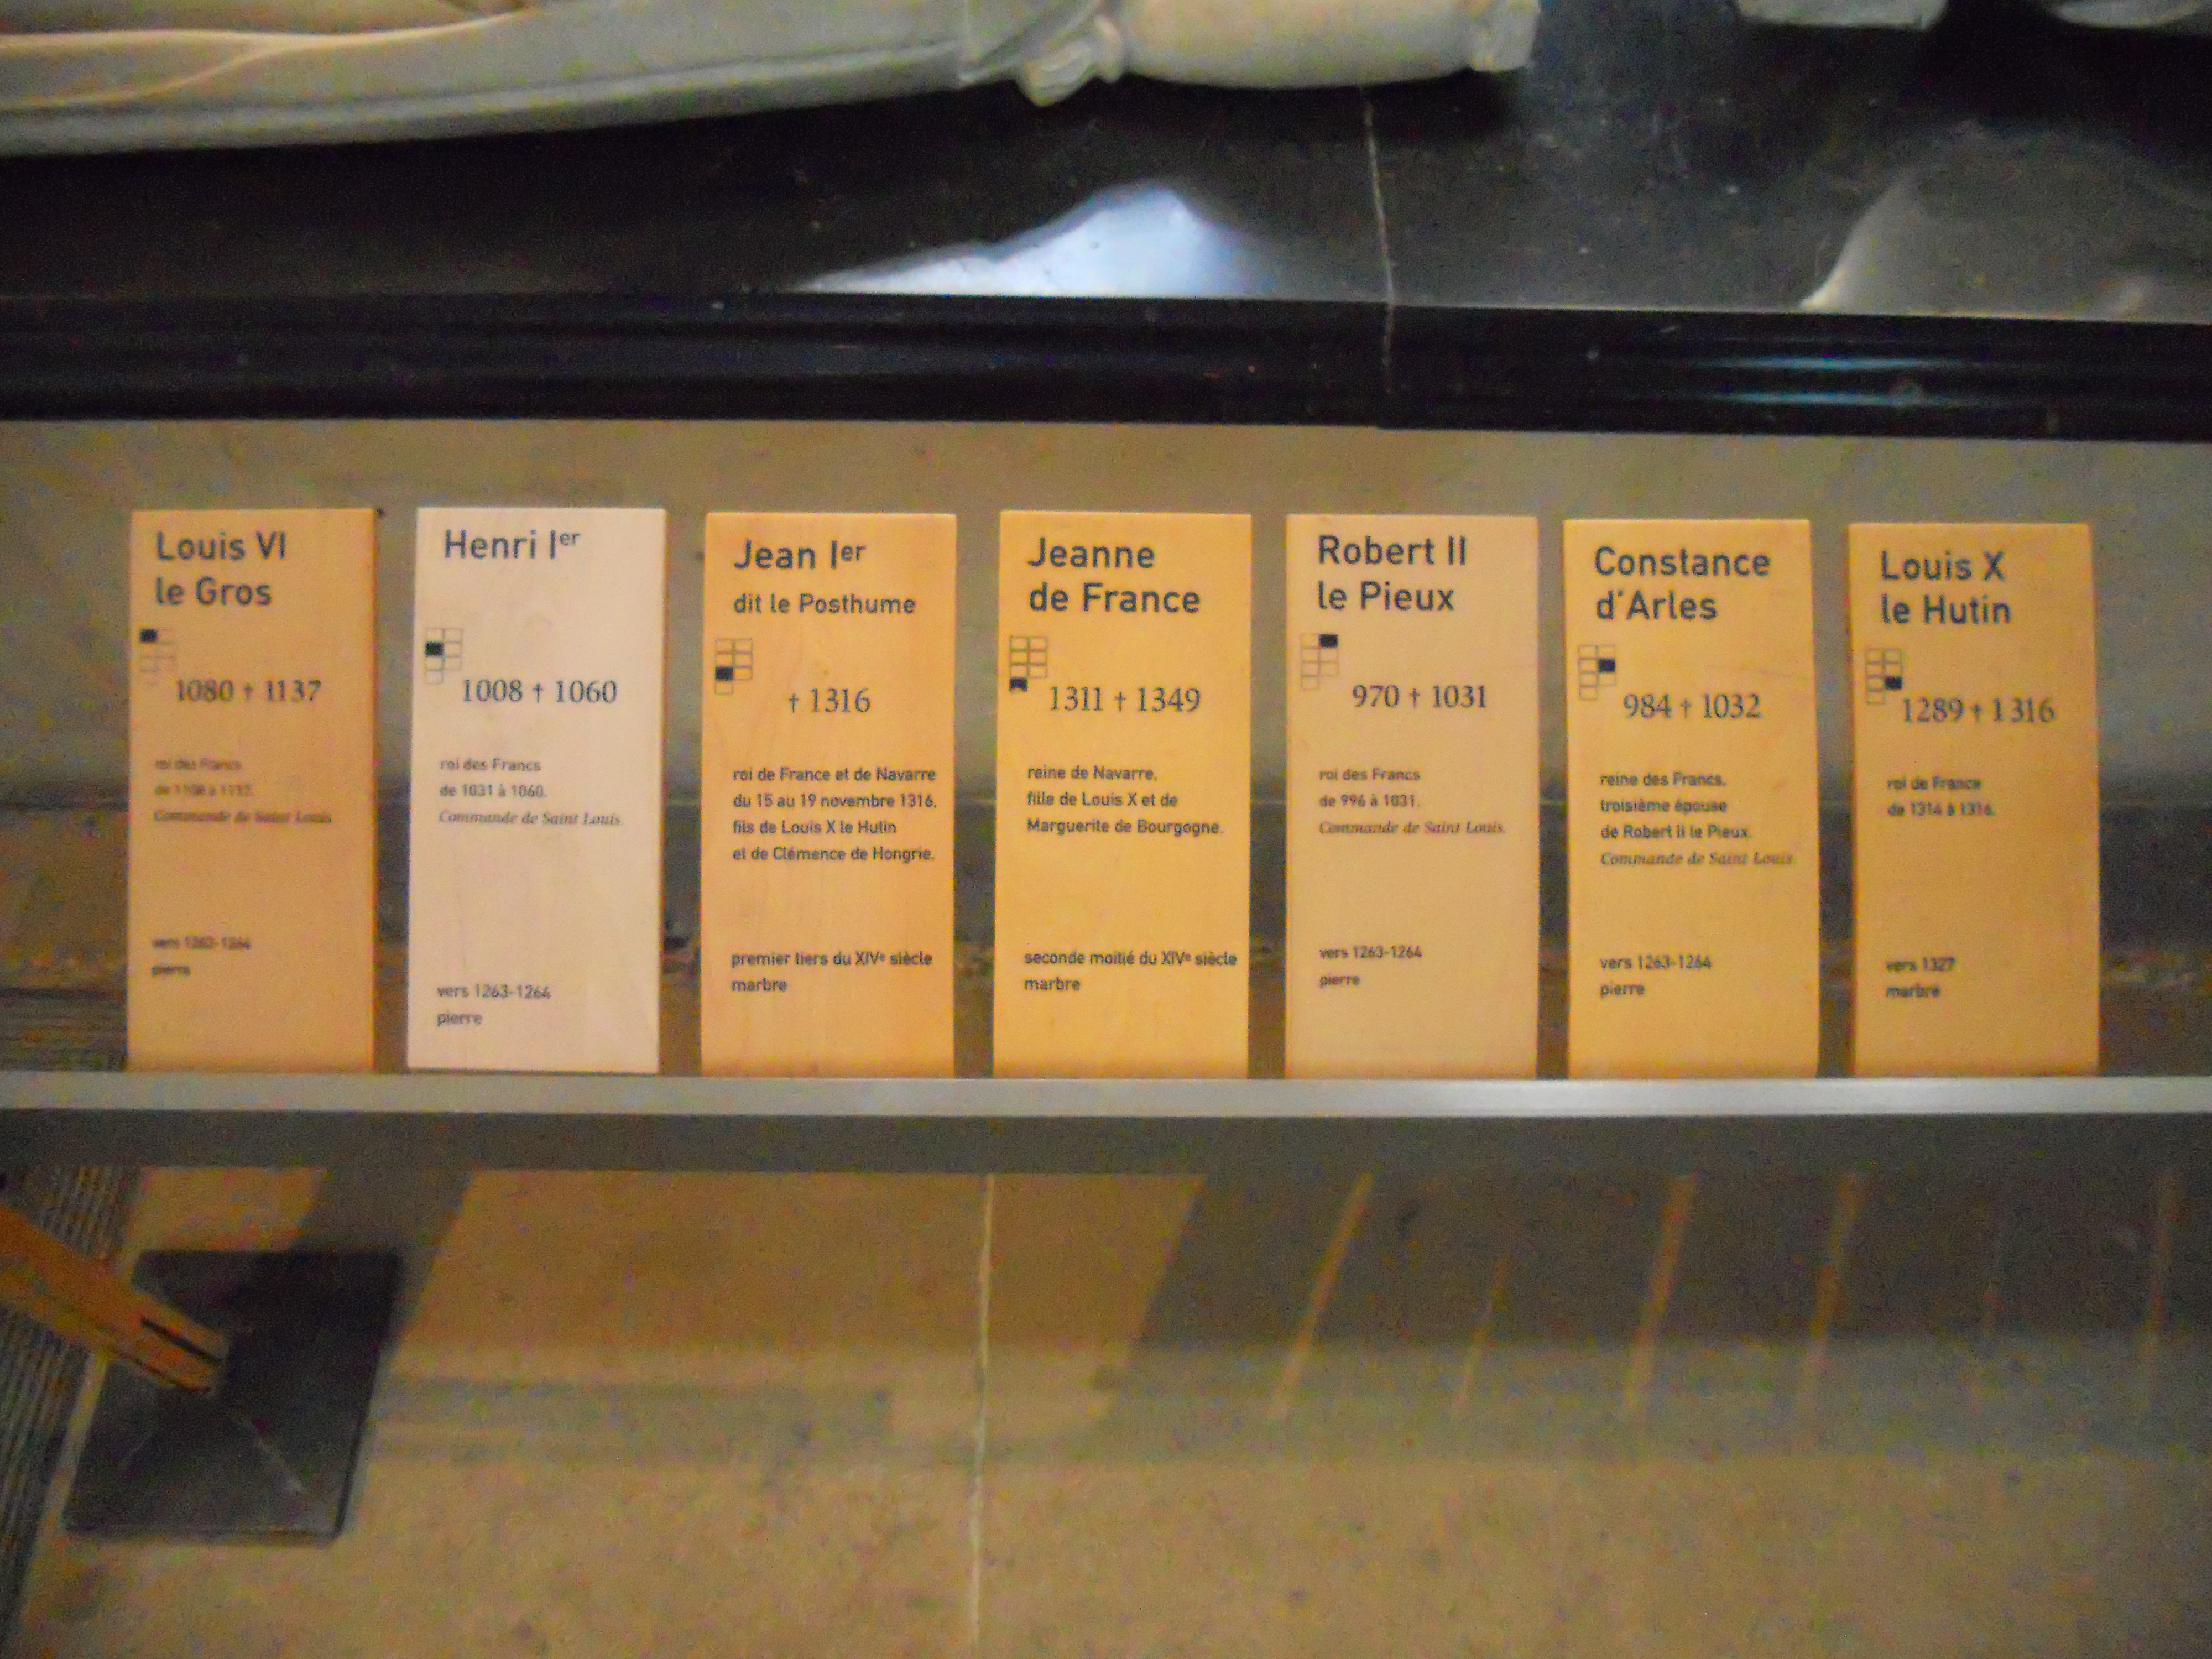 Louis VI
le Gros
1080 † 1137
roi des Francs
de 1108 à 1137.
Commande de Saint Louis.
vers 1263-1264
pierre
Henri Ier
1008 † 1060
roi des Francs
de 1031 à 1060.
Commande de Saint Louis.
vers 1263-1264
pierre
Jean Ier
dit le Posthume
† 1316
roi de France et de Navarre
du 15 au 19 novembre 1316,
fils de Louis X le Hutin
et de Clémence de Hongrie.
premier tiers du XIVe siècle
marbre
Jeanne
de France
1311 † 1349
reine de Navarre,
fille de Louis X et de
Marguerite de Bourgogne.
seconde moitié du XIVe siècle
marbre
Robert II
le Pieux
970 † 1031
roi des Francs
de 996 à 1031.
Commande de Saint Louis.
vers 1263-1264
pierre
Constance
d'Arles
984 † 1032
reine des Francs,
troisième épouse
de Robert II le Pieux.
Commande de Saint Louis.
vers 1263-1264
pierre
Louis X
le Hutin
1289 † 1316
roi de France
de 1314 à 1316.
vers 1327
marbre